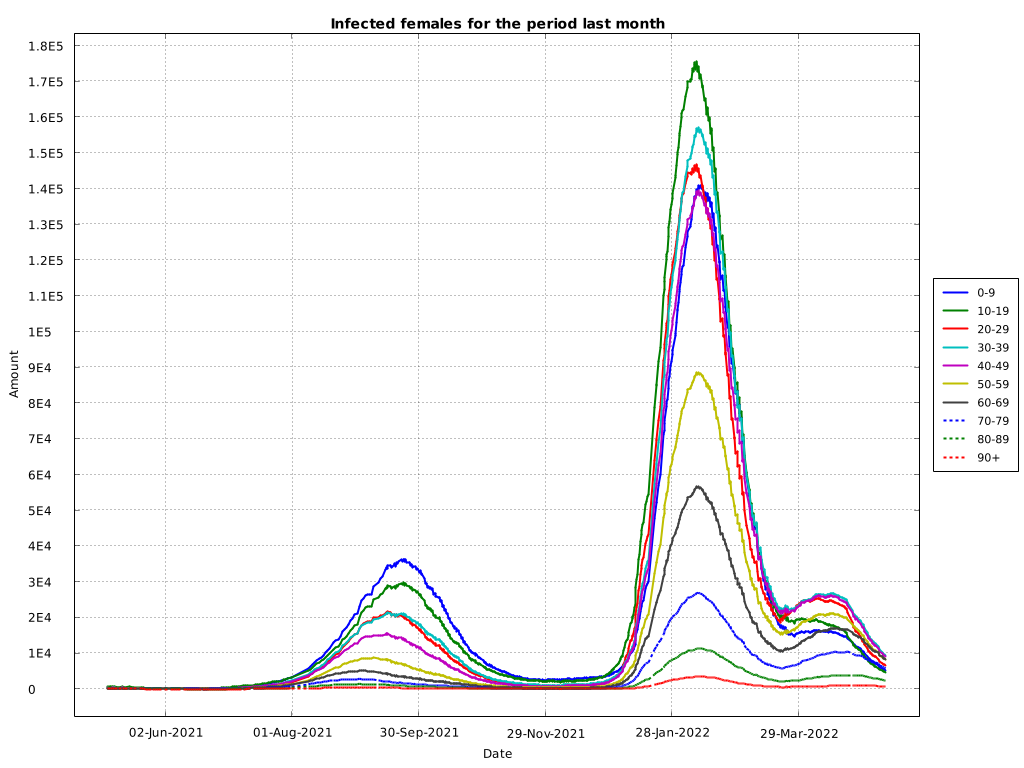 Infected females for the period last month
1.8E5
1.7E5
1.6E5
1.5E5
1.4E5
1.3E5
1.2E5
1.1E5
1E5
9E4
8E4
7E4
6E4
5E4
4E4
3E4
2E4
1E4
0
Amount
02-Jun-2021 01-Aug-2021 30-Sep-2021 29-Nov-2021 28-Jan-2022 29-Mar-2022
Date
0-9
10-19
20-29
30-39
40-49
50-59
60-69
70-79
80-89
90+